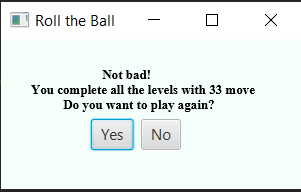 Roll the Ball
Not bad!
You complete all the levels with 33 move
Do you want to play again?
Yes No